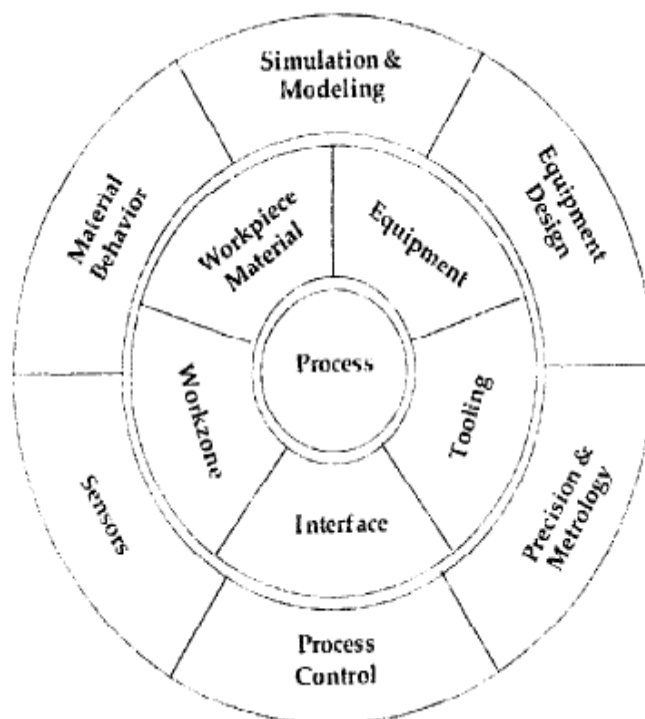 Simulation &
Modeling
Equipment
Design
Material
Behavior
Workpiece
Material
Equipment
Process
Workzone
Tooling
Sensors
Interface
Precision &
Metrology
Process
Control